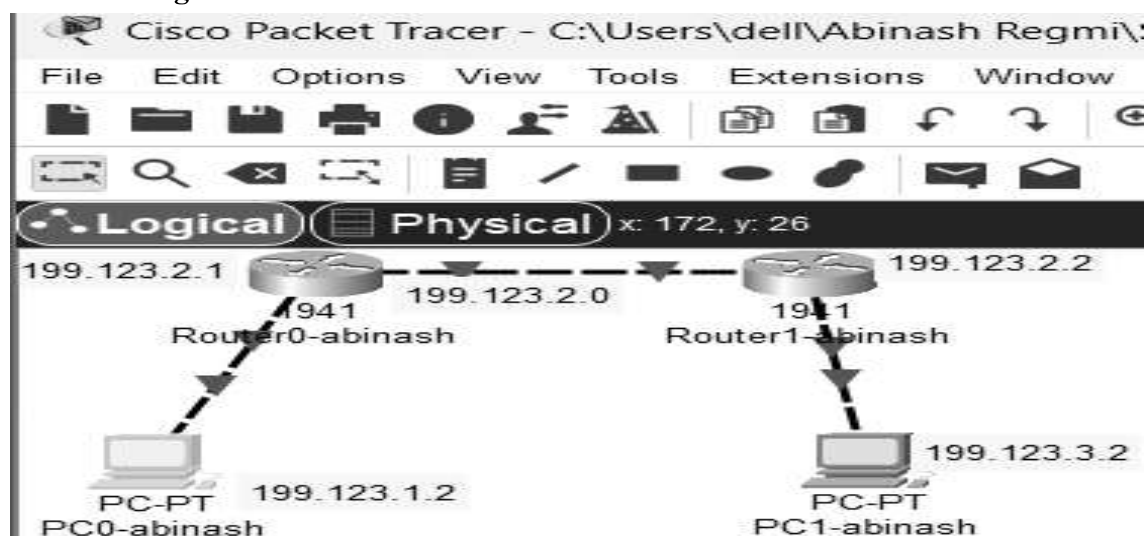 Cisco Packet Tracer - C:\Users\dell\Abinash Regmi\
File Edit Options View Tools Extensions Window
Logical Physical x: 172, y: 26
199.123.2.1 199.123.2.2
199.123.2.0
1941 1941
Router0-abinash Router1-abinash
199.123.3.2
199.123.1.2
PC-PT PC-PT
PC0-abinash PC1-abinash